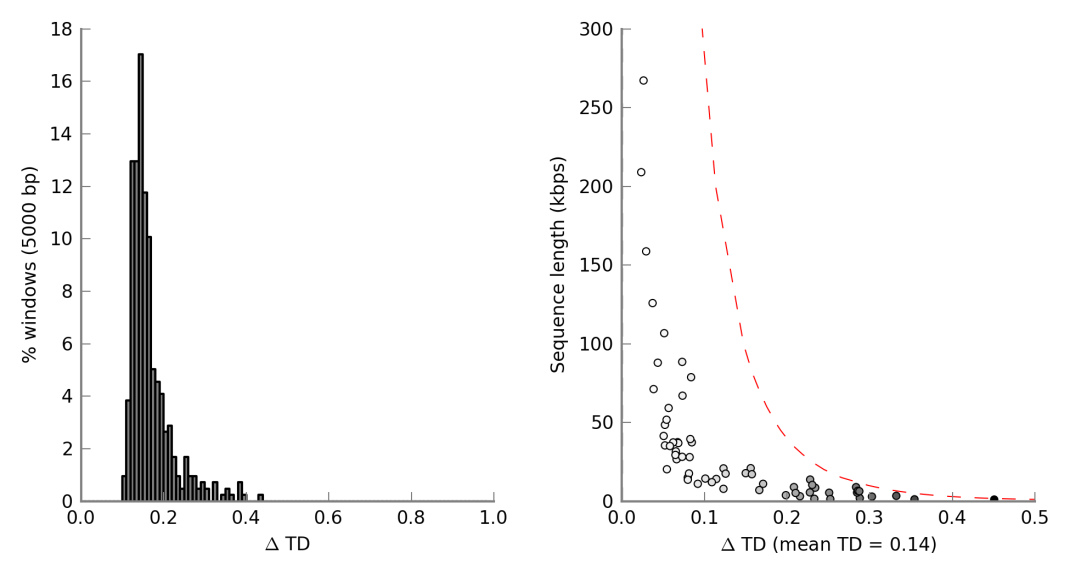 18
16
14
12
10
8
6
4
2
0
% windows (5000 bp)
0.0 0.2 0.4 0.6 0.8 1.0
Δ TD
300
250
200
150
100
50
0
Sequence length (kbps)
0.0 0.1 0.2 0.3 0.4 0.5
Δ TD (mean TD = 0.14)